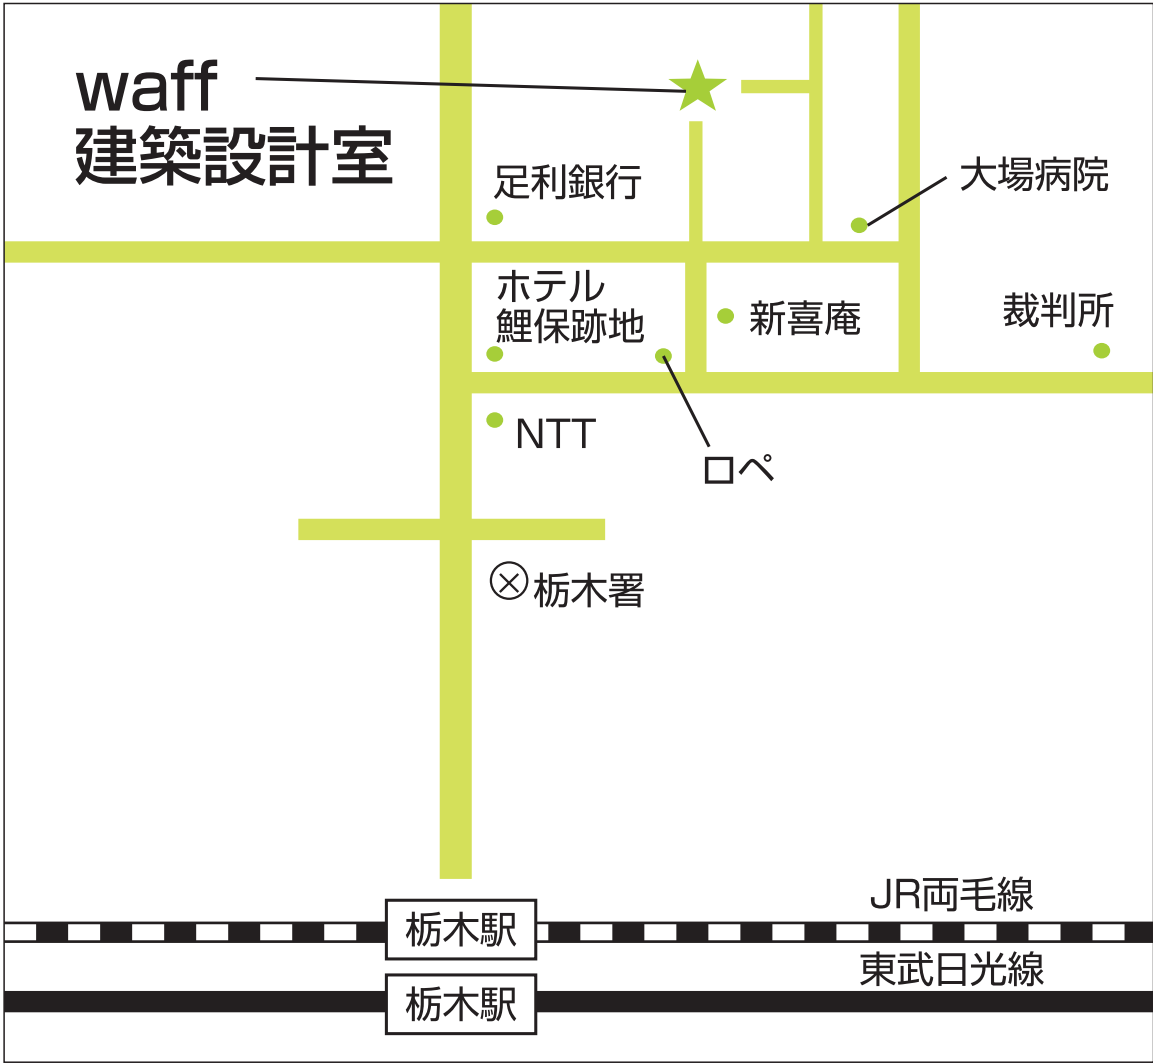 waff
建築設計室
足利銀行
大場病院
ホテル
鯉保跡地
新喜庵
裁判所
NTT
ロペ
栃木署
JR両毛線
栃木駅
東武日光線
栃木駅